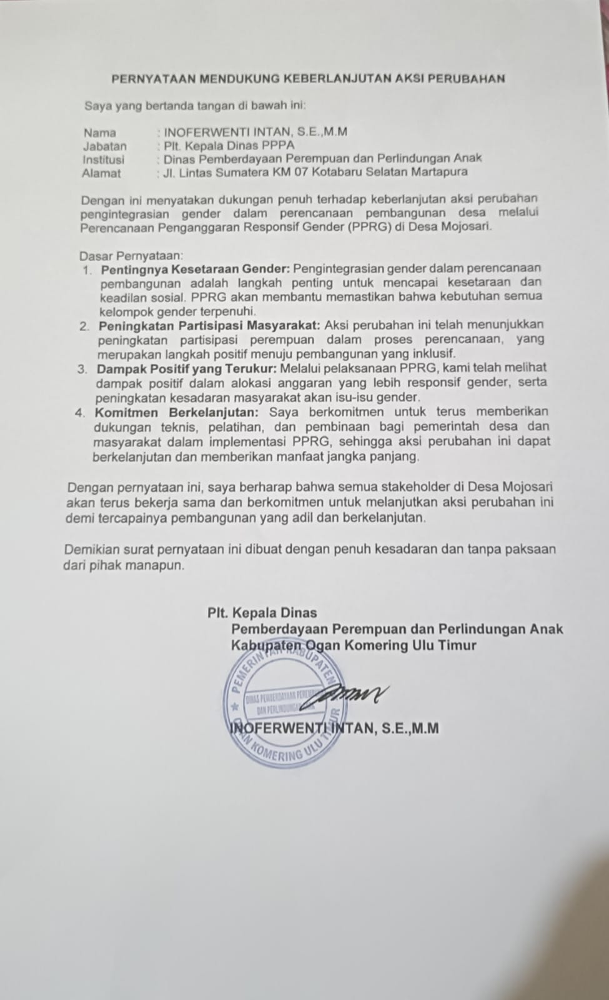 PERNYATAAN MENDUKUNG KEBERLANJUTAN AKSI PERUBAHAN
Saya yang bertanda tangan di bawah ini:
Nama : INOFERWENTI INTAN, S.E.,M.M
Jabatan : Plt. Kepala Dinas PPPA
Institusi : Dinas Pemberdayaan Perempuan dan Perlindungan Anak
Alamat : Jl. Lintas Sumatera KM 07 Kotabaru Selatan Martapura
Dengan ini menyatakan dukungan penuh terhadap keberlanjutan aksi perubahan
pengintegrasian gender dalam perencanaan pembangunan desa melalui
Perencanaan Penganggaran Responsif Gender (PPRG) di Desa Mojosari.
Dasar Pernyataan:
1. Pentingnya Kesetaraan Gender: Pengintegrasian gender dalam perencanaan
pembangunan adalah langkah penting untuk mencapai kesetaraan dan
keadilan sosial. PPRG akan membantu memastikan bahwa kebutuhan semua
kelompok gender terpenuhi.
2. Peningkatan Partisipasi Masyarakat: Aksi perubahan ini telah menunjukkan
peningkatan partisipasi perempuan dalam proses perencanaan, yang
merupakan langkah positif menuju pembangunan yang inklusif.
3. Dampak Positif yang Terukur: Melalui pelaksanaan PPRG, kami telah melihat
dampak positif dalam alokasi anggaran yang lebih responsif gender, serta
peningkatan kesadaran masyarakat akan isu-isu gender.
4. Komitmen Berkelanjutan: Saya berkomitmen untuk terus memberikan
dukungan teknis, pelatihan, dan pembinaan bagi pemerintah desa dan
masyarakat dalam implementasi PPRG, sehingga aksi perubahan ini dapat
berkelanjutan dan memberikan manfaat jangka panjang.
Dengan pernyataan ini, saya berharap bahwa semua stakeholder di Desa Mojosari
akan terus bekerja sama dan berkomitmen untuk melanjutkan aksi perubahan ini
demi tercapainya pembangunan yang adil dan berkelanjutan.
Demikian surat pernyataan ini dibuat dengan penuh kesadaran dan tanpa paksaan
dari pihak manapun.
Plt. Kepala Dinas
Pemberdayaan Perempuan dan Perlindungan Anak
Kabupaten Ogan Komering Ulu Timur
PEMERINTAH KABUPATEN
DINAS PEMBERDAYAAN
DAN PERLINDUNGAN
KOMERING ULU TIMUR
INOFERWENTI INTAN, S.E.,M.M